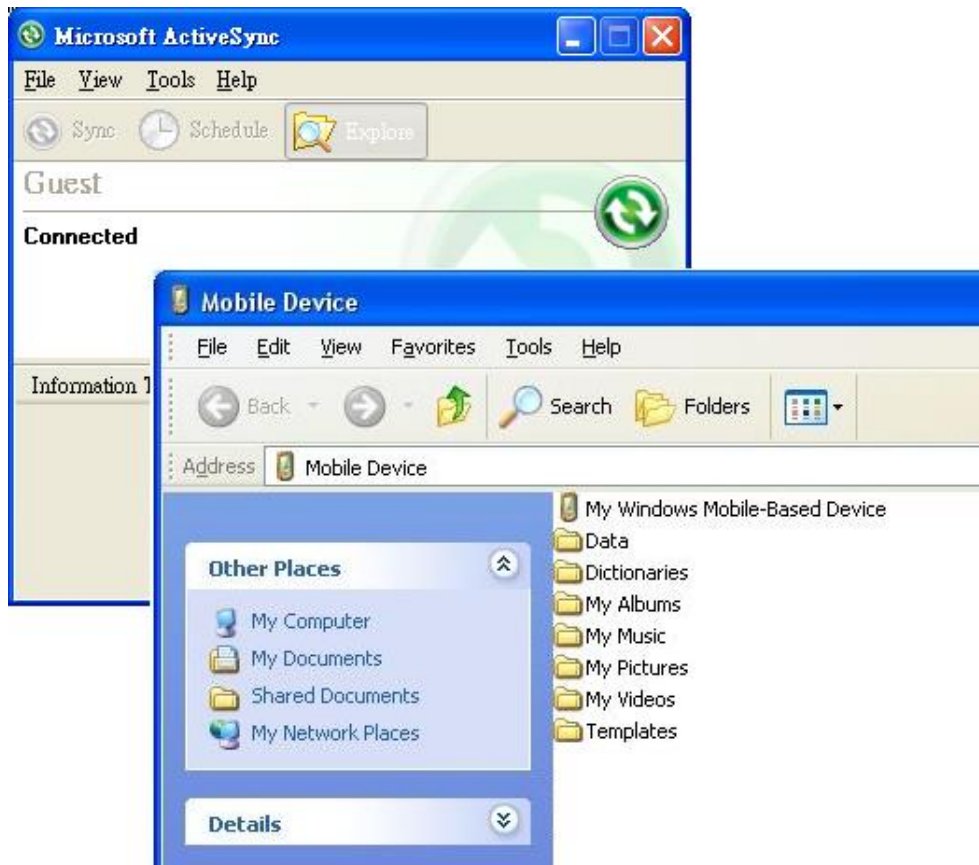 Microsoft ActiveSync
File View Tools Help
Sync Schedule Explore
Guest
Connected
Information
Mobile Device
File Edit View Favorites Tools Help
Back Search Folders
Address Mobile Device
Other Places
My Computer
My Documents
Shared Documents
My Network Places
Details
My Windows Mobile-Based Device
Data
Dictionaries
My Albums
My Music
My Pictures
My Videos
Templates